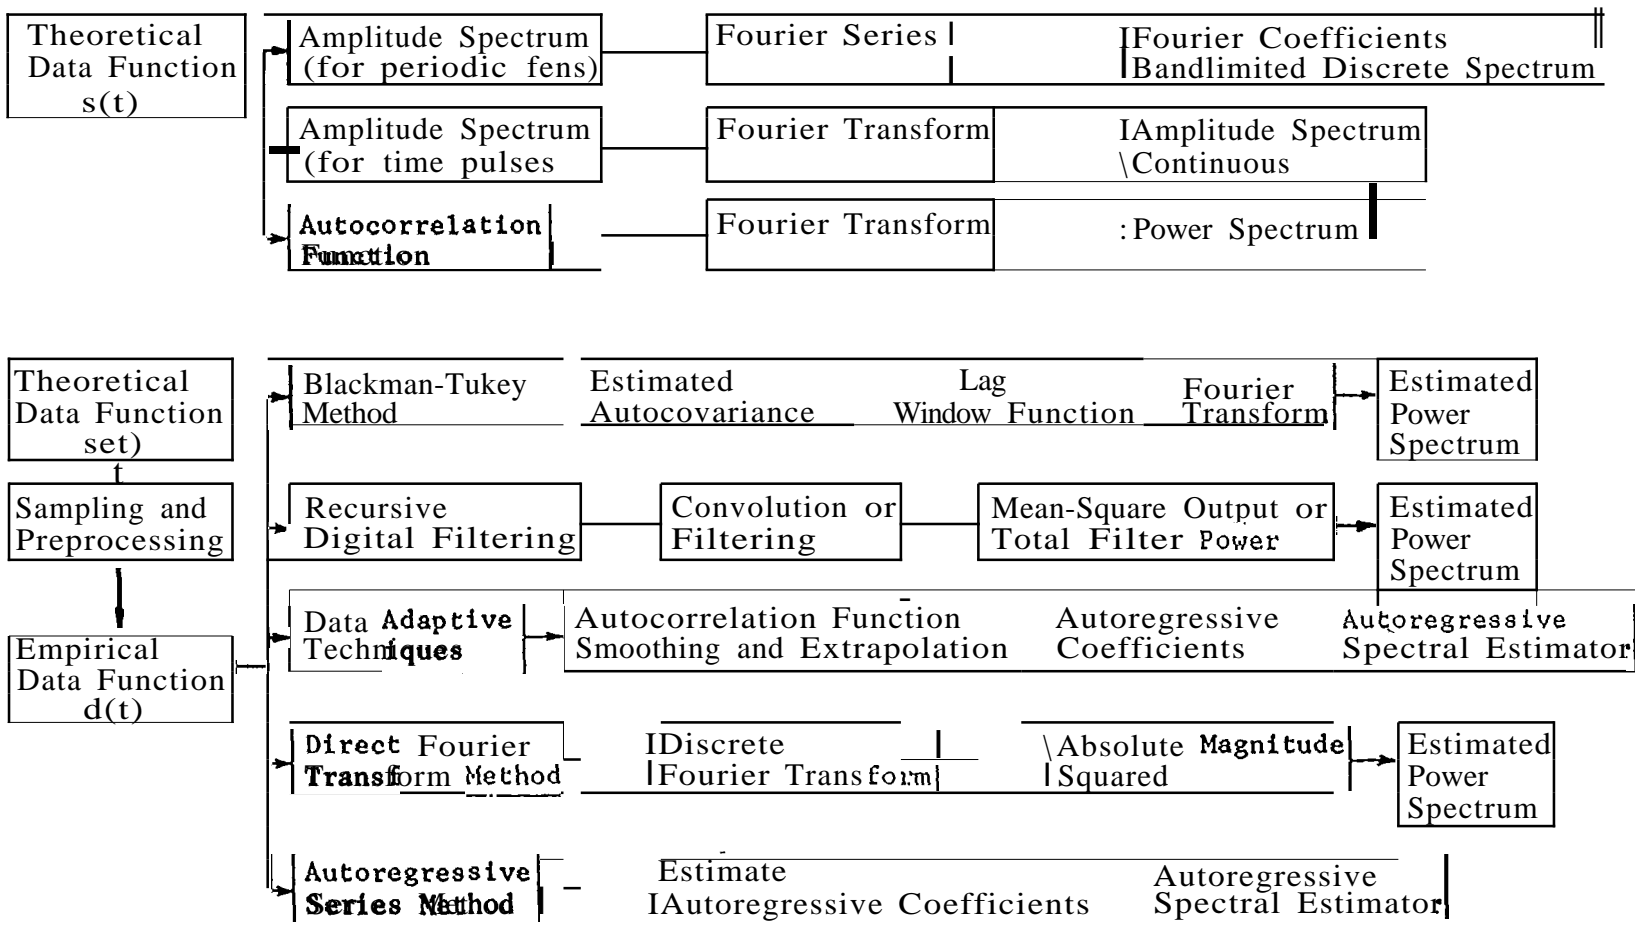 Theoretical
Data Function
s(t)
Amplitude Spectrum
(for periodic fens)
Fourier Series
IFourier Coefficients
Bandlimited Discrete Spectrum
Amplitude Spectrum
(for time pulses
Fourier Transform
IAmplitude Spectrum
\Continuous
Autocorrelation
Function
Fourier Transform
:Power Spectrum
Theoretical
Data Function
set)
t
Sampling and
Preprocessing
Empirical
Data Function
d(t)
Blackman-Tukey
Method
Estimated
Autocovariance
Lag
Window Function
Fourier
Transform
Estimated
Power
Spectrum
Recursive
Digital Filtering
Convolution or
Filtering
Mean-Square Output or
Total Filter Power
Estimated
Power
Spectrum
Data Adaptive
Techniques
Autocorrelation Function
Smoothing and Extrapolation
Autoregressive
Coefficients
Autoregressive
Spectral Estimator
Direct Fourier
Transform Method
IDiscrete
Fourier Transform
\Absolute Magnitude
Squared
Estimated
Power
Spectrum
Autoregressive
Series Method
Estimate
IAutoregressive Coefficients
Autoregressive
Spectral Estimator